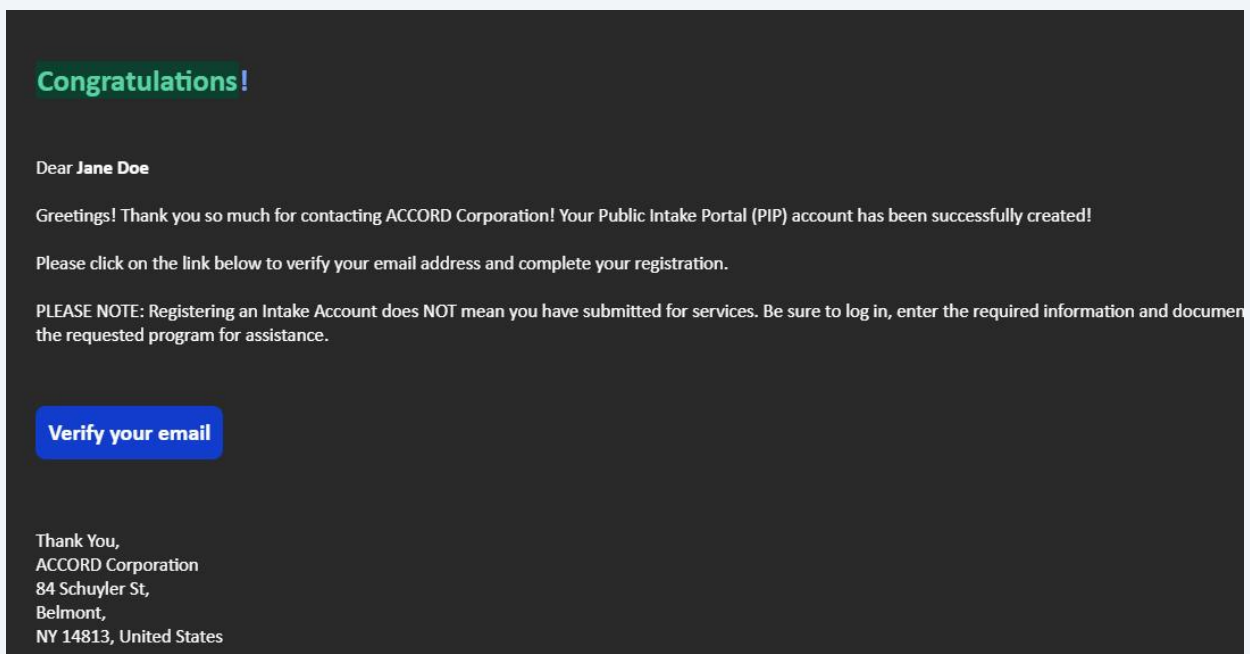 Congratulations!
Dear Jane Doe
Greetings! Thank you so much for contacting ACCORD Corporation! Your Public Intake Portal (PIP) account has been successfully created!
Please click on the link below to verify your email address and complete your registration.
PLEASE NOTE: Registering an Intake Account does NOT mean you have submitted for services. Be sure to log in, enter the required information and documen
the requested program for assistance.
Verify your email
Thank You,
ACCORD Corporation
84 Schuyler St,
Belmont,
NY 14813, United States